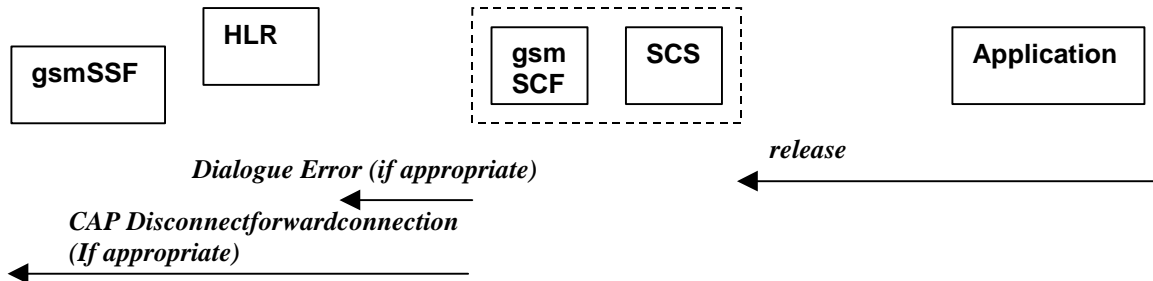 gsmSSF
HLR
gsm
SCF
SCS
Application
release
Dialogue Error (if appropriate)
CAP Disconnectforwardconnection
(If appropriate)